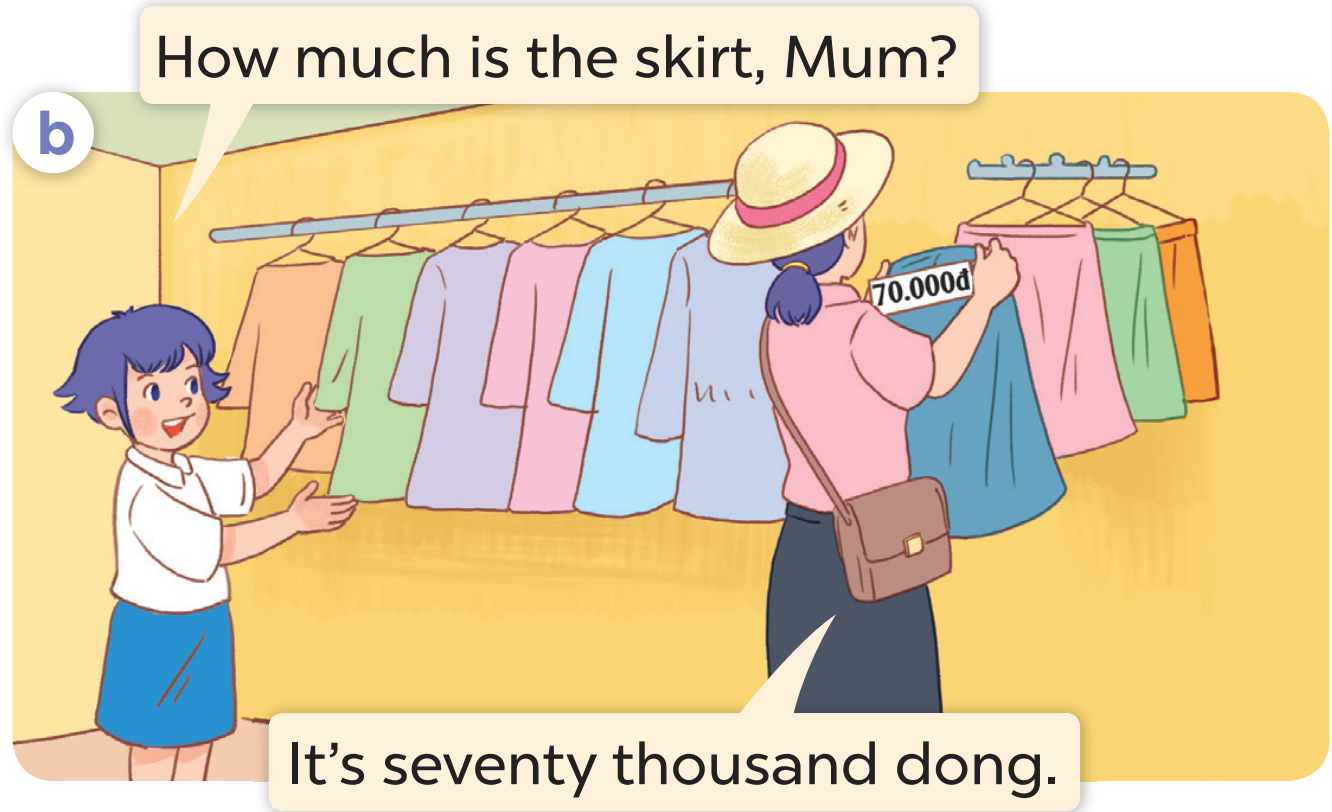 How much is the skirt, Mum?
b
70.000đ
It's seventy thousand dong.